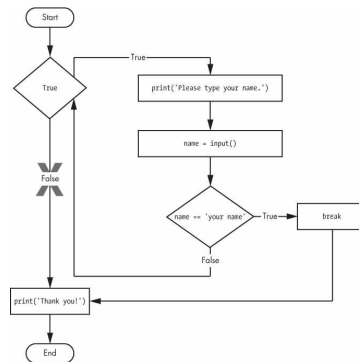 Start
True
True
print('Please type your name.')
name = input()
False
name == 'your name'
True
break
False
print('Thank you!')
End